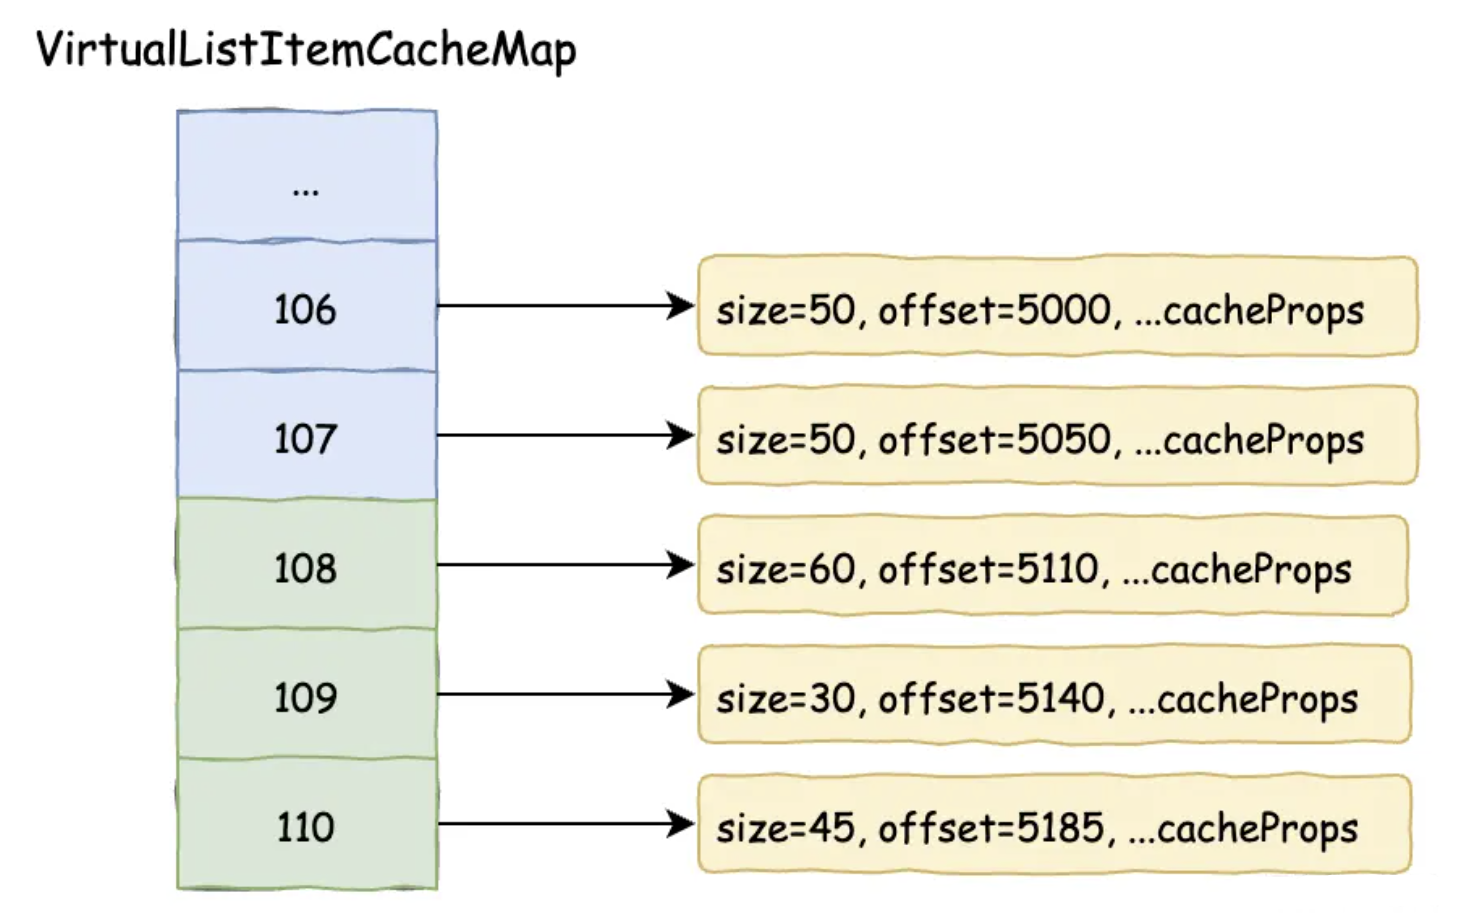 VirtualListItemCacheMap
...
106
size=50, offset=5000, ...cacheProps
107
size=50, offset=5050, ...cacheProps
108
size=60, offset=5110, ...cacheProps
109
size=30, offset=5140, ...cacheProps
110
size=45, offset=5185, ...cacheProps